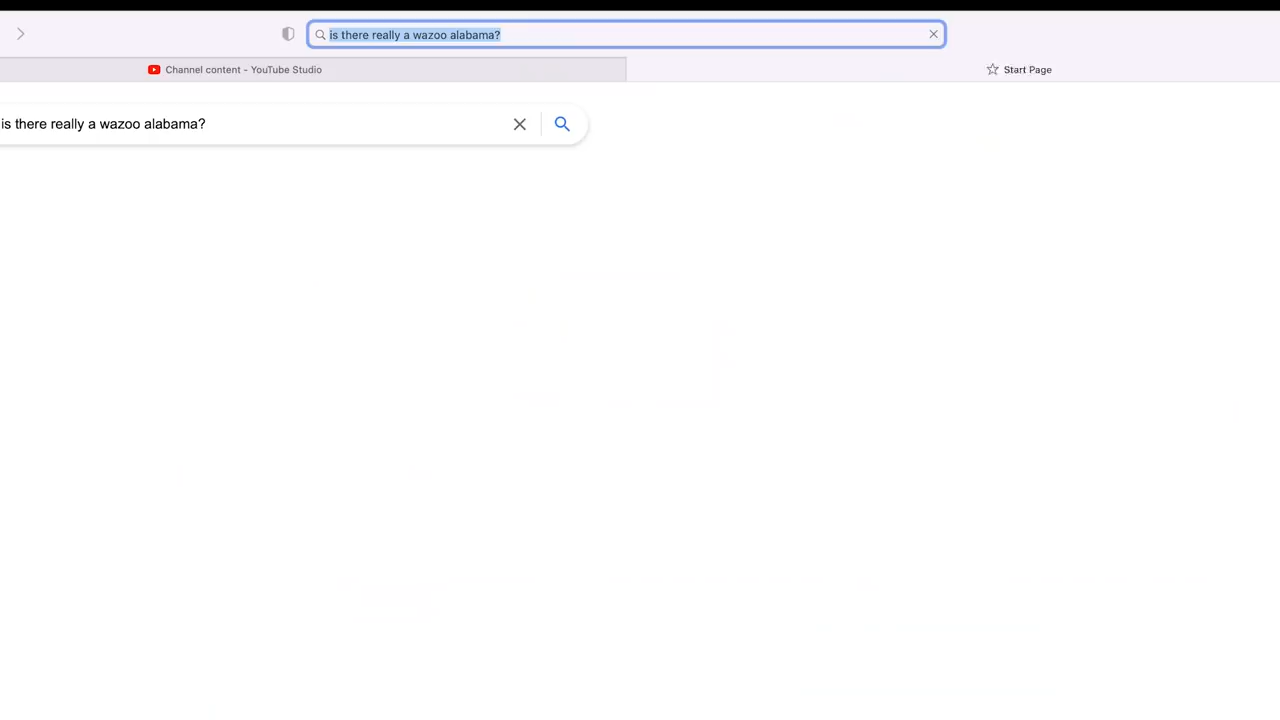 is there really a wazoo alabama?
Channel content - YouTube Studio
Start Page
is there really a wazoo alabama?